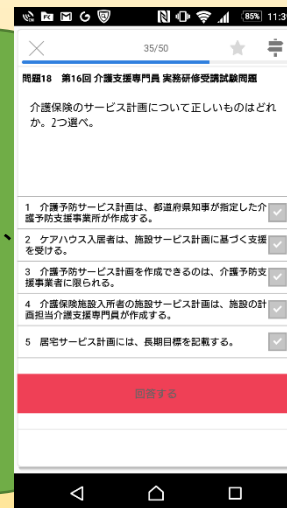 85% 11:3
35/50
問題18 第16回 介護支援専門員 実務研修受講試験問題
介護保険のサービス計画について正しいものはどれ
か。2つ選べ。
1 介護予防サービス計画は、都道府県知事が指定した介
護予防支援事業所が作成する。
2 ケアハウス入居者は、施設サービス計画に基づく支援
を受ける。
3 介護予防サービス計画を作成できるのは、介護予防支
援事業者に限られる。
4 介護保険施設入所者の施設サービス計画は、施設の計
画担当介護支援専門員が作成する。
5 居宅サービス計画には、長期目標を記載する。
回答する
、